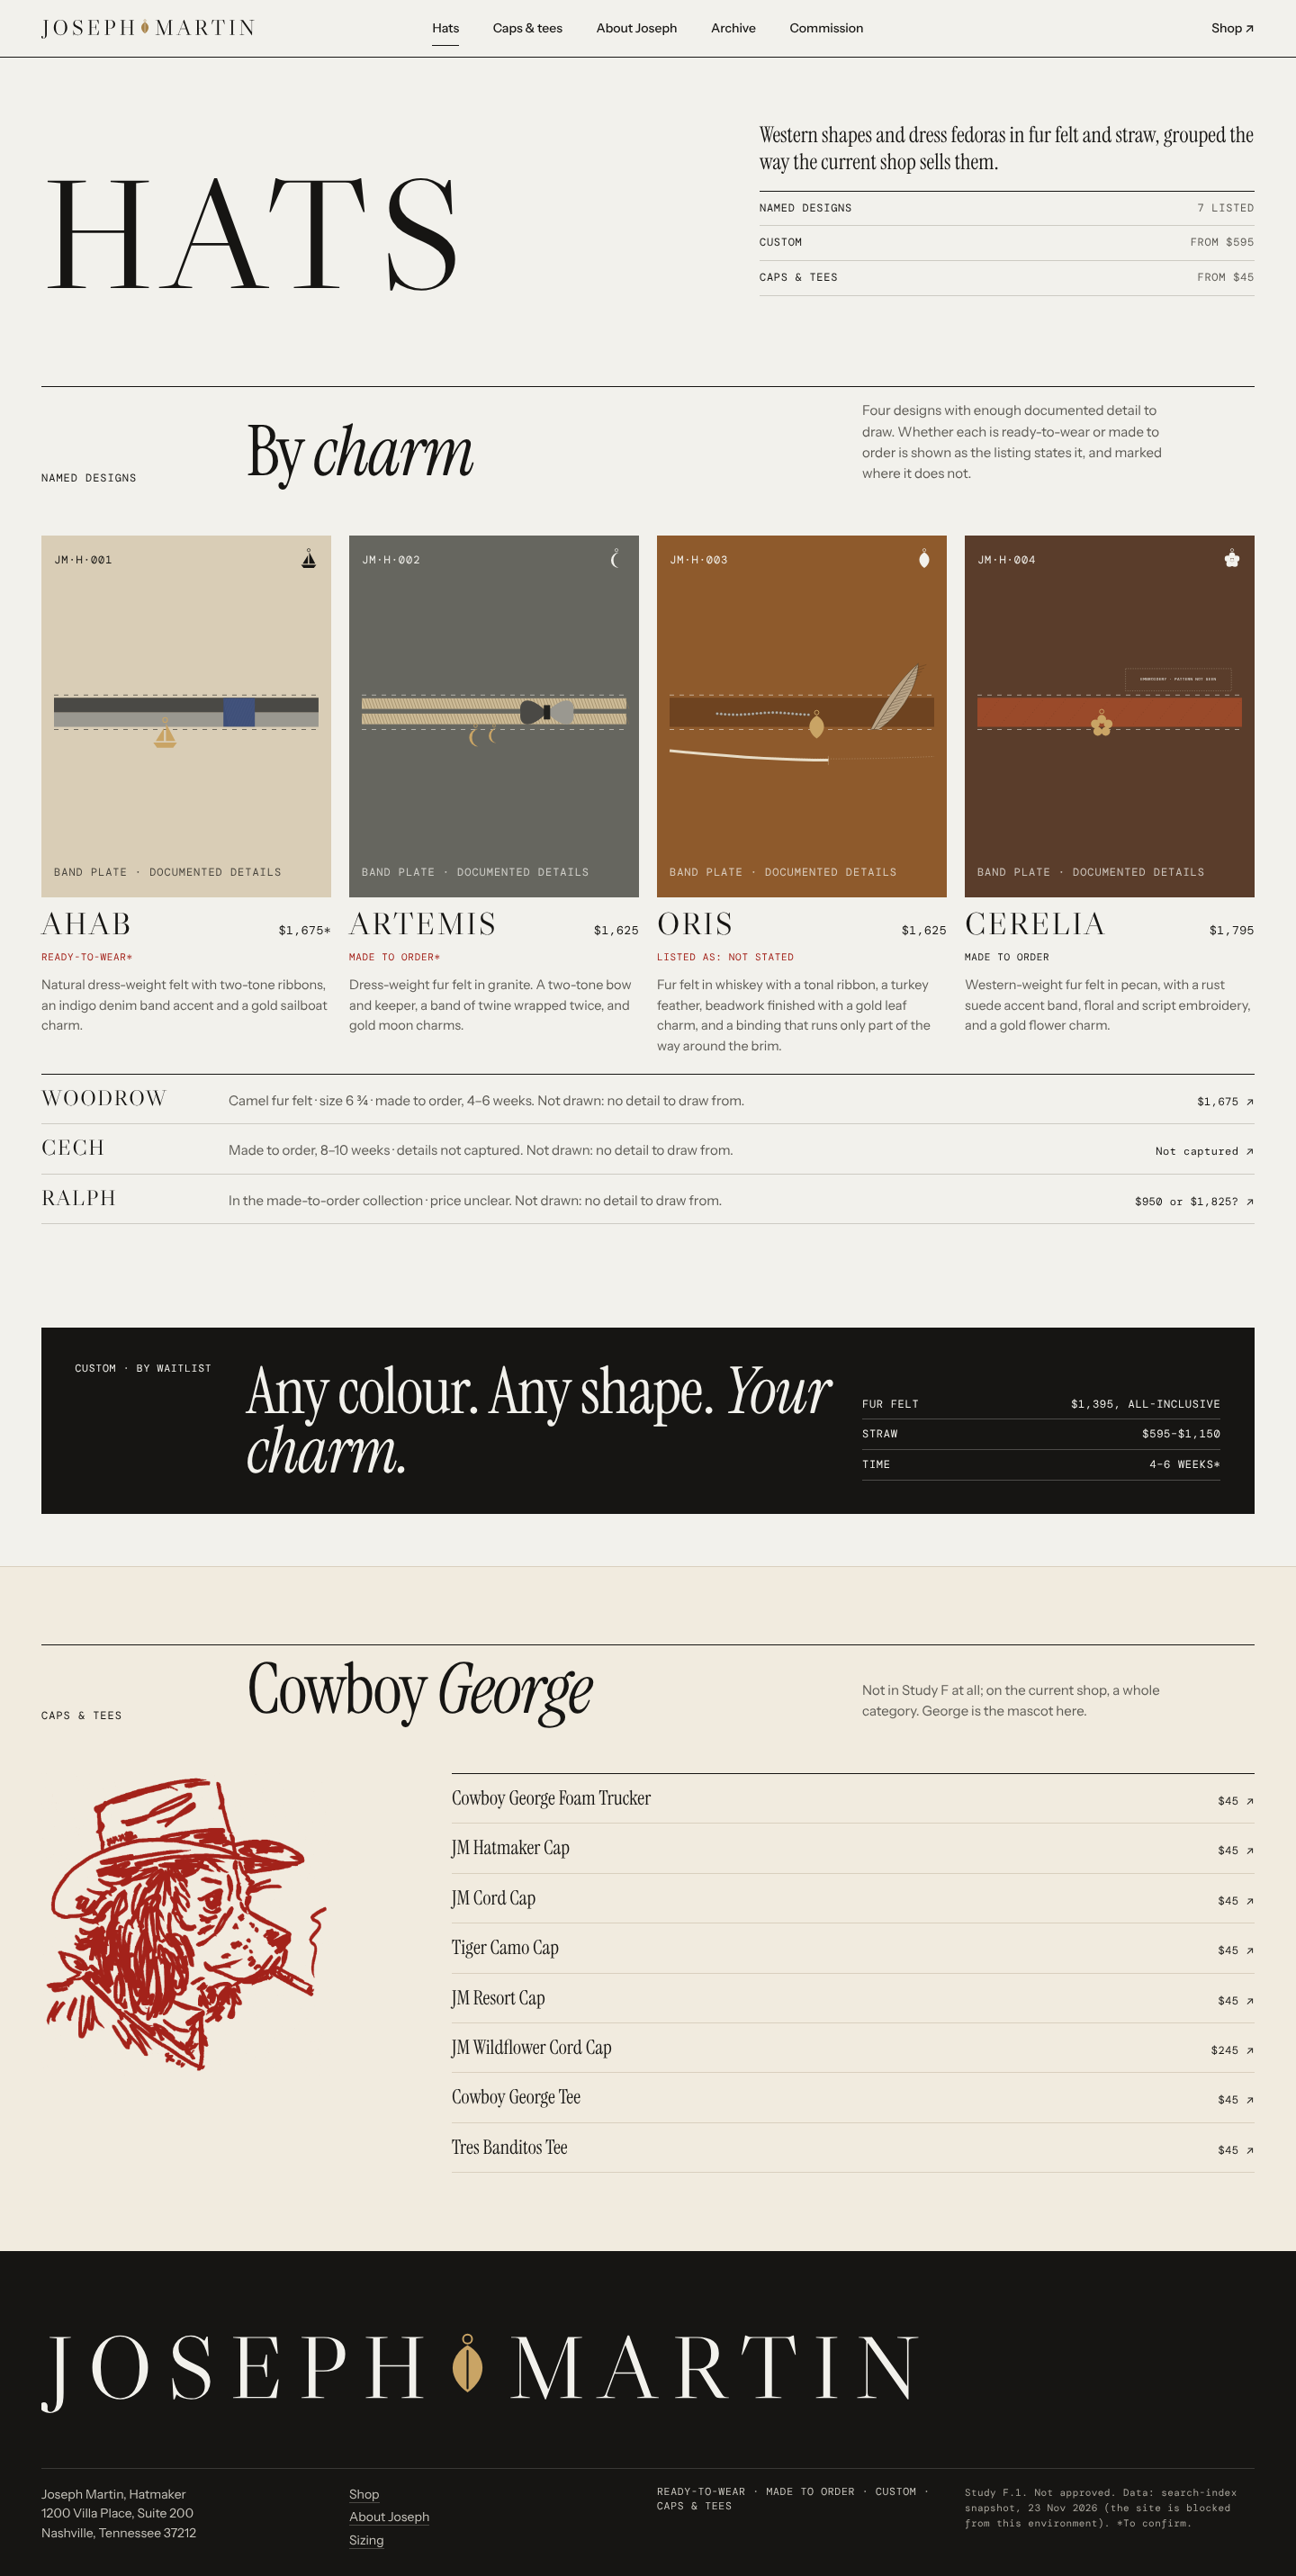 JOSEPH MARTIN
Hats
Caps & tees
About Joseph
Archive
Commission
Shop ↗
HATS
Western shapes and dress fedoras in fur felt and straw, grouped the
way the current shop sells them.
NAMED DESIGNS 7 LISTED
CUSTOM FROM $595
CAPS & TEES FROM $45
NAMED DESIGNS
By charm
Four designs with enough documented detail to
draw. Whether each is ready-to-wear or made to
order is shown as the listing states it, and marked
where it does not.
JM·H·001
BAND PLATE · DOCUMENTED DETAILS
AHAB $1,675*
READY-TO-WEAR*
Natural dress-weight felt with two-tone ribbons,
an indigo denim band accent and a gold sailboat
charm.
JM·H·002
BAND PLATE · DOCUMENTED DETAILS
ARTEMIS $1,625
MADE TO ORDER*
Dress-weight fur felt in granite. A two-tone bow
and keeper, a band of twine wrapped twice, and
gold moon charms.
JM·H·003
BAND PLATE · DOCUMENTED DETAILS
ORIS $1,625
LISTED AS: NOT STATED
Fur felt in whiskey with a tonal ribbon, a turkey
feather, beadwork finished with a gold leaf
charm, and a binding that runs only part of the
way around the brim.
JM·H·004
EMBROIDERY · PATTERN NOT GIVEN
BAND PLATE · DOCUMENTED DETAILS
CERELIA $1,795
MADE TO ORDER
Western-weight fur felt in pecan, with a rust
suede accent band, floral and script embroidery,
and a gold flower charm.
WOODROW Camel fur felt · size 6 ¾ · made to order, 4–6 weeks. Not drawn: no detail to draw from. $1,675 ↗
CECH Made to order, 8–10 weeks · details not captured. Not drawn: no detail to draw from. Not captured ↗
RALPH In the made-to-order collection · price unclear. Not drawn: no detail to draw from. $950 or $1,825? ↗
CUSTOM · BY WAITLIST
Any colour. Any shape. Your
charm.
FUR FELT $1,395, ALL-INCLUSIVE
STRAW $595–$1,150
TIME 4–6 WEEKS*
CAPS & TEES
Cowboy George
Not in Study F at all; on the current shop, a whole
category. George is the mascot here.
Cowboy George Foam Trucker $45 ↗
JM Hatmaker Cap $45 ↗
JM Cord Cap $45 ↗
Tiger Camo Cap $45 ↗
JM Resort Cap $45 ↗
JM Wildflower Cord Cap $245 ↗
Cowboy George Tee $45 ↗
Tres Banditos Tee $45 ↗
JOSEPH MARTIN
Joseph Martin, Hatmaker
1200 Villa Place, Suite 200
Nashville, Tennessee 37212
Shop
About Joseph
Sizing
READY-TO-WEAR · MADE TO ORDER · CUSTOM ·
CAPS & TEES
Study F.1. Not approved. Data: search-index
snapshot, 23 Nov 2026 (the site is blocked
from this environment). *To confirm.